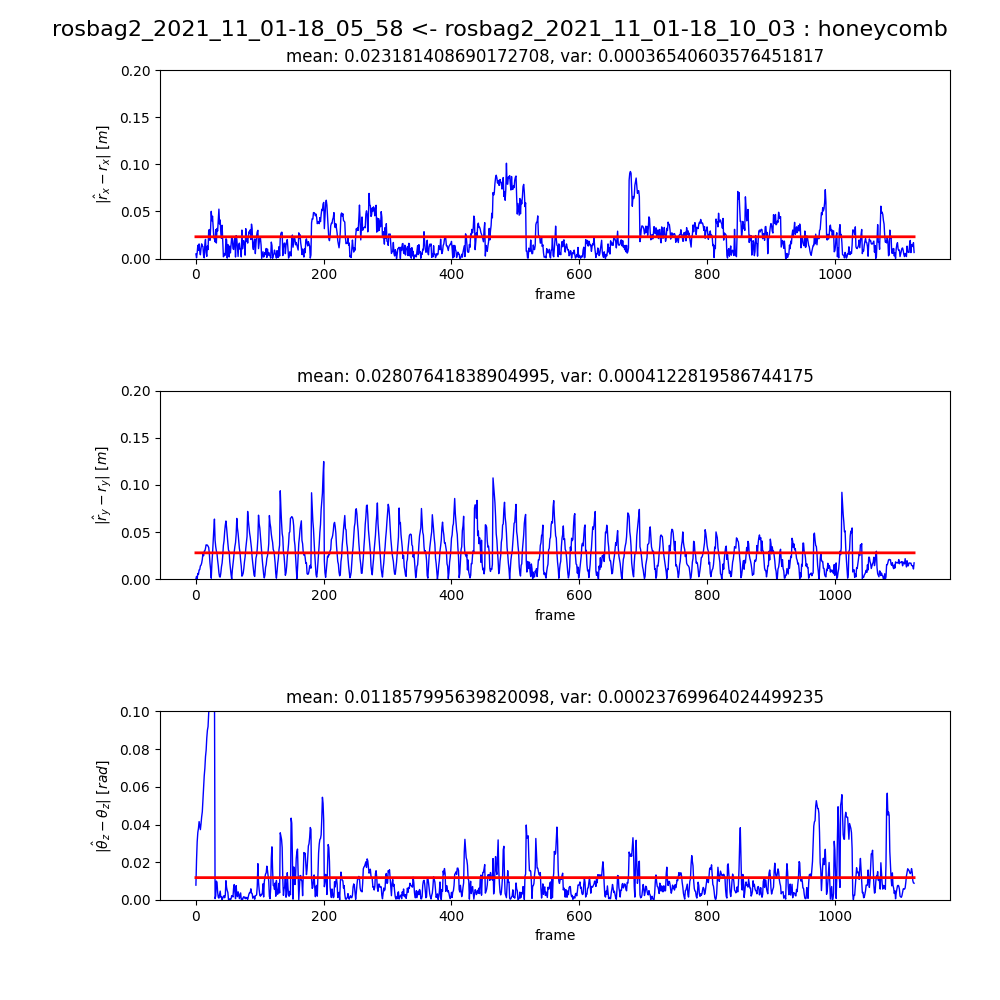 rosbag2_2021_11_01-18_05_58 <- rosbag2_2021_11_01-18_10_03 : honeycomb
mean: 0.023181408690172708, var: 0.00036540603576451817
0.20
0.15
0.10
0.05
0.00
|r̂ₓ − rₓ| [m]
0 200 400 600 800 1000
frame
mean: 0.02807641838904995, var: 0.0004122819586744175
0.20
0.15
0.10
0.05
0.00
|r̂_y − r_y| [m]
0 200 400 600 800 1000
frame
mean: 0.011857995639820098, var: 0.00023769964024499235
0.10
0.08
0.06
0.04
0.02
0.00
|θ̂_z − θ_z| [rad]
0 200 400 600 800 1000
frame